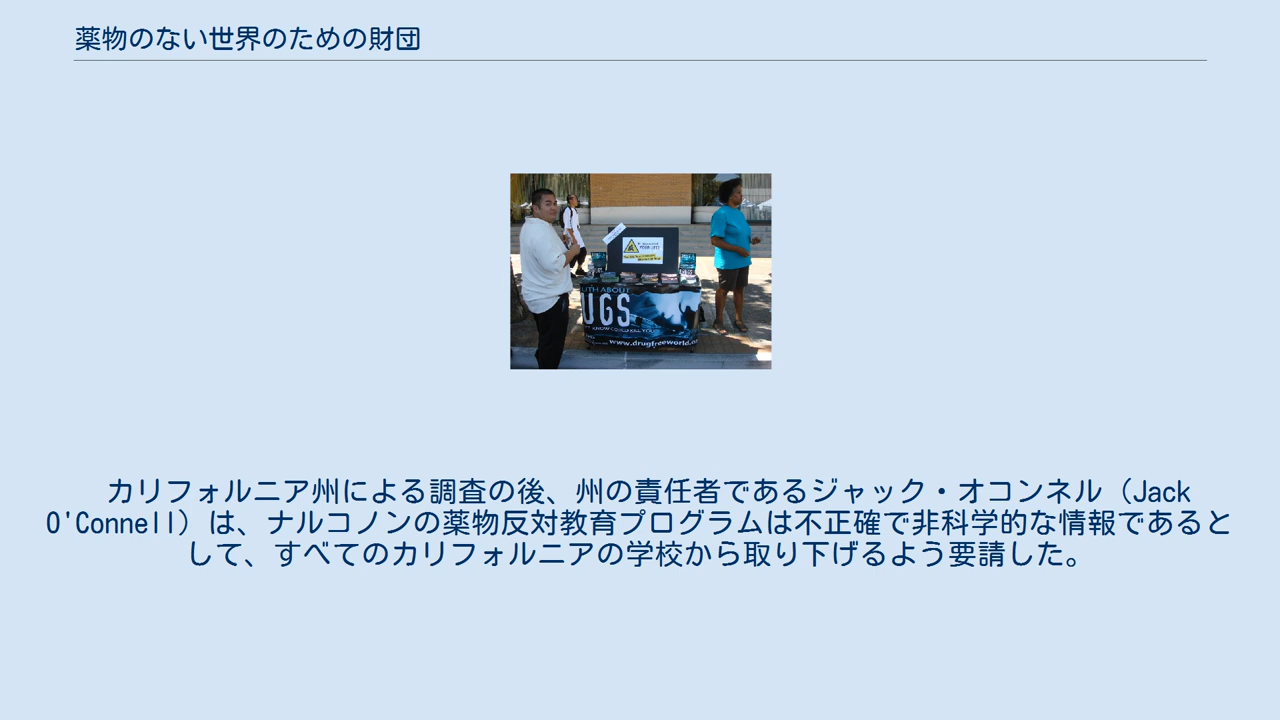 薬物のない世界のための財団
UTH ABOUT
UGS
www.drugfreeworld.o
カリフォルニア州による調査の後、州の責任者であるジャック・オコンネル（Jack
O'Connell）は、ナルコノンの薬物反対教育プログラムは不正確で非科学的な情報であると
して、すべてのカリフォルニアの学校から取り下げるよう要請した。